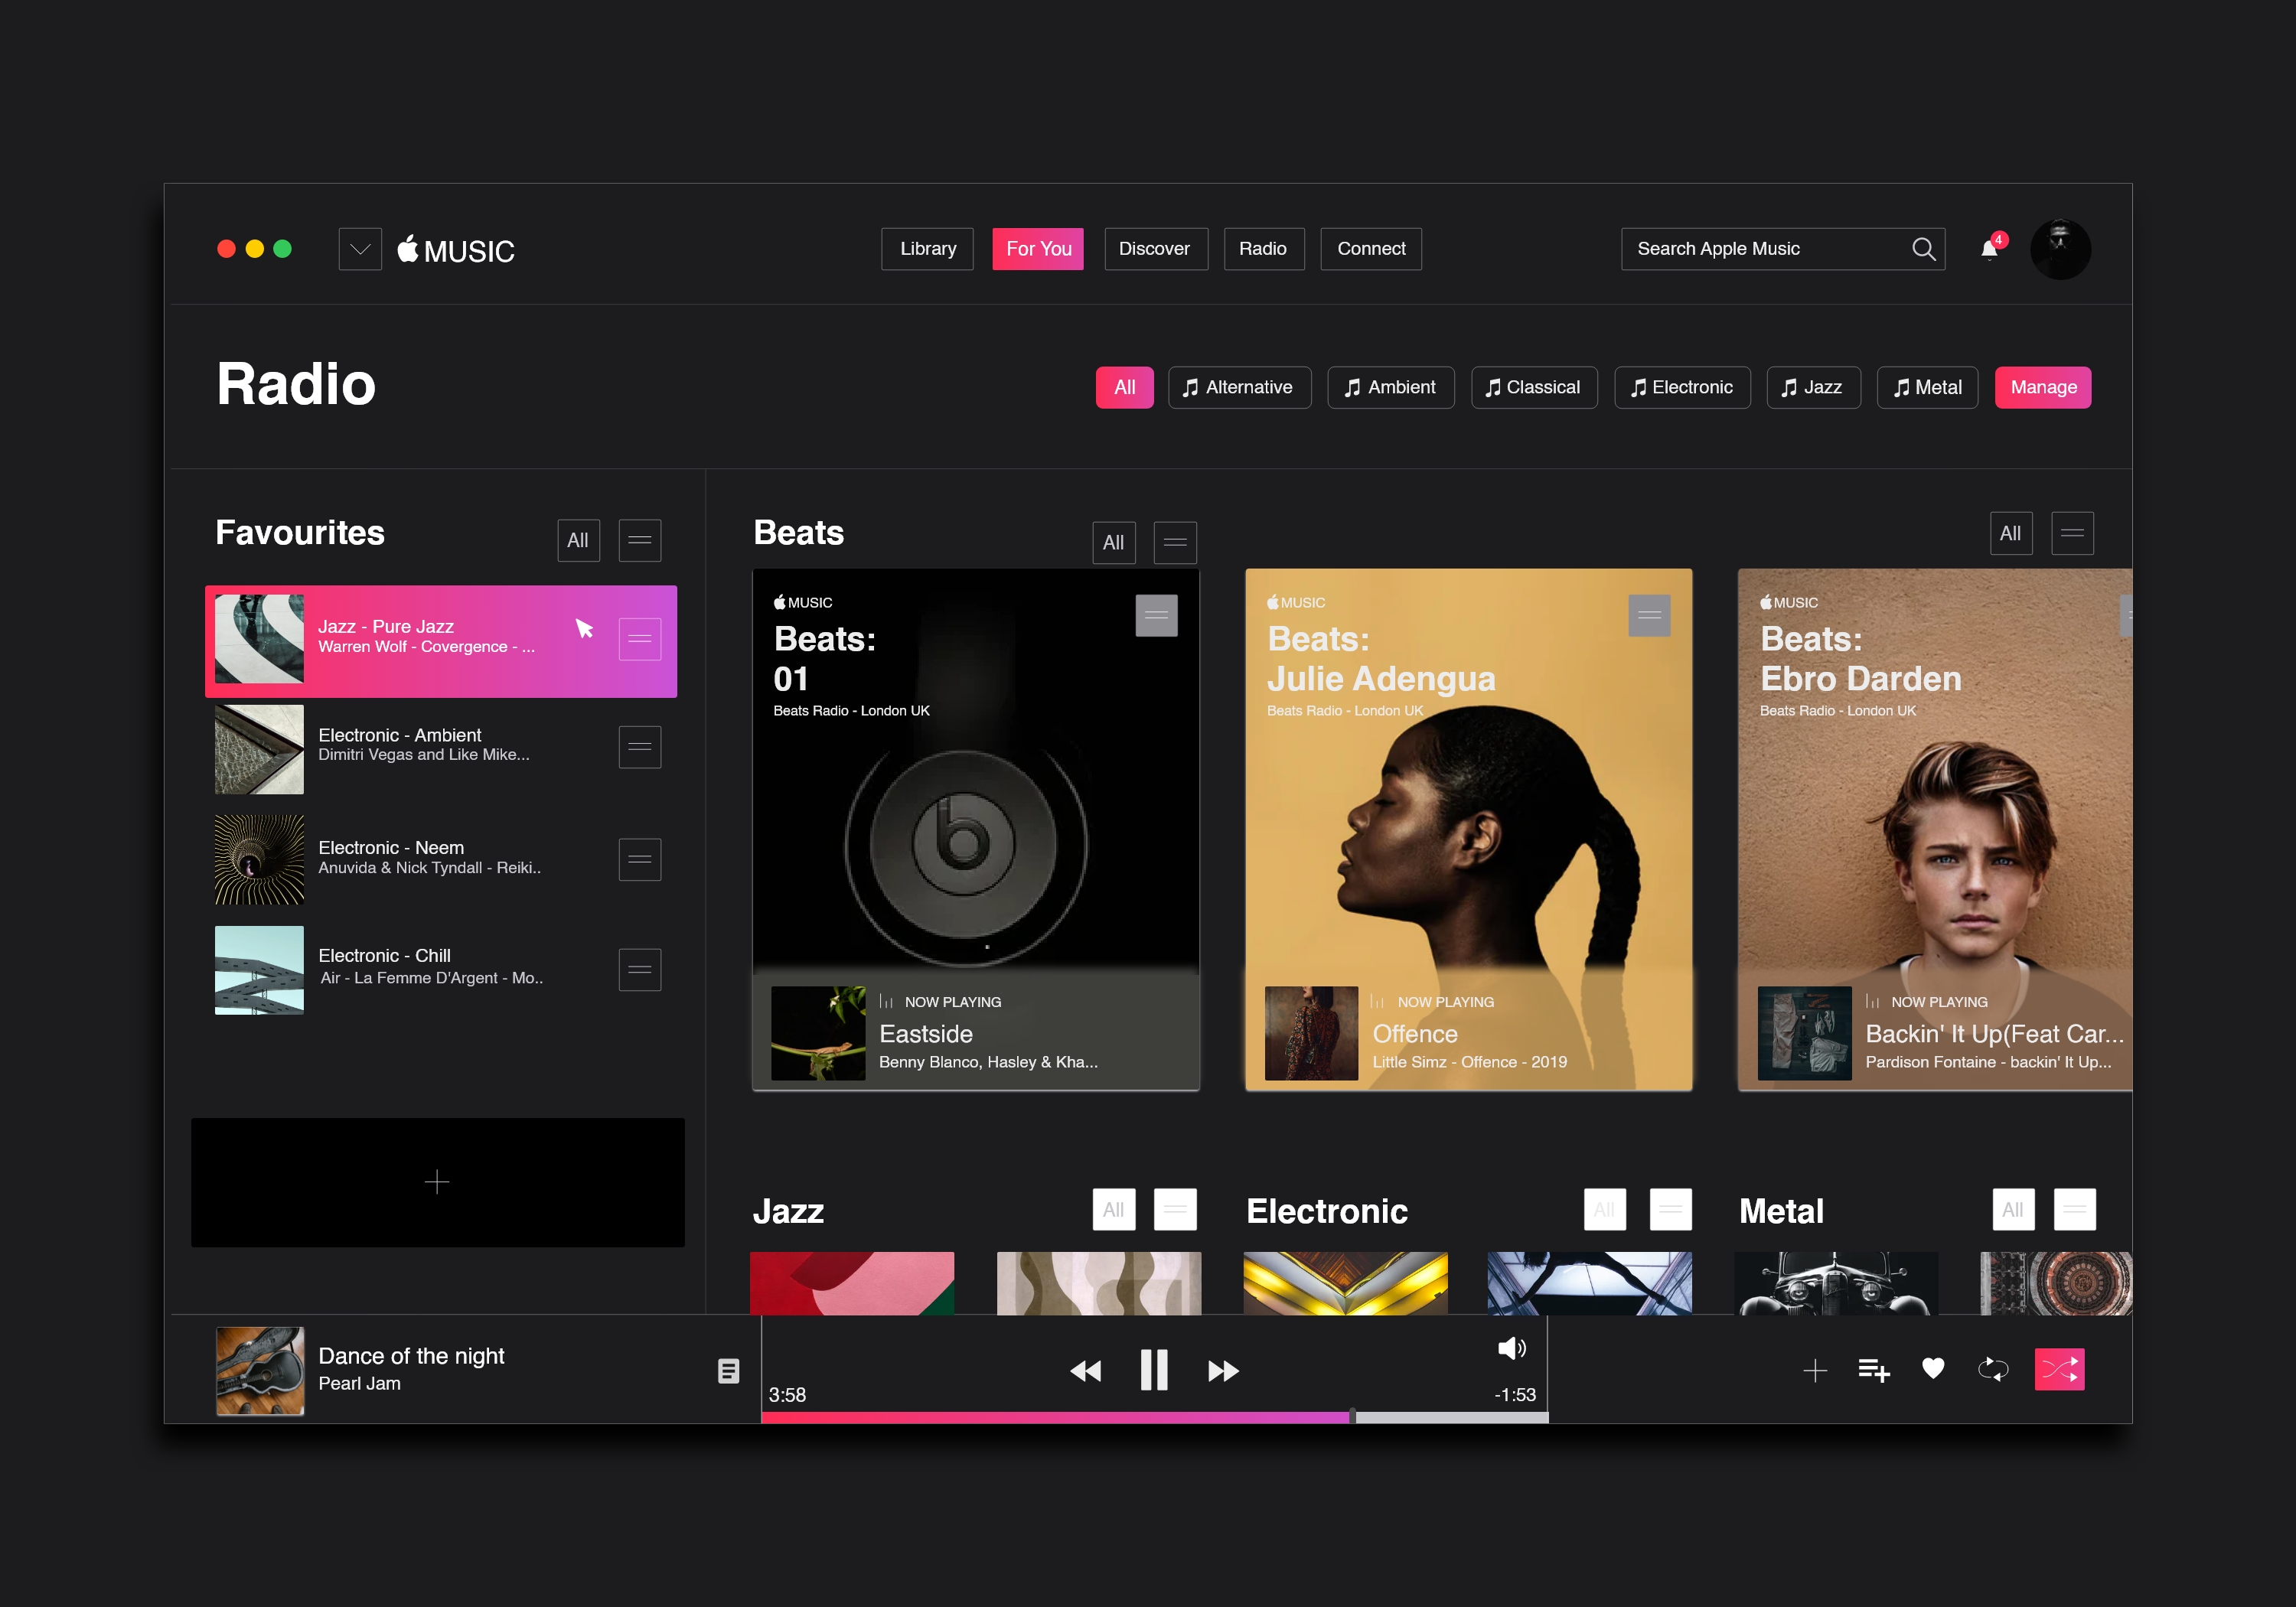 MUSIC
Library
For You
Discover
Radio
Connect
Search Apple Music
4
Radio
All
Alternative
Ambient
Classical
Electronic
Jazz
Metal
Manage
Favourites
All
Jazz - Pure Jazz
Warren Wolf - Covergence - ...
Electronic - Ambient
Dimitri Vegas and Like Mike...
Electronic - Neem
Anuvida & Nick Tyndall - Reiki..
Electronic - Chill
Air - La Femme D'Argent - Mo..
Beats
All
All
MUSIC
Beats:
01
Beats Radio - London UK
b
NOW PLAYING
Eastside
Benny Blanco, Hasley & Kha...
MUSIC
Beats:
Julie Adengua
Beats Radio - London UK
NOW PLAYING
Offence
Little Simz - Offence - 2019
MUSIC
Beats:
Ebro Darden
Beats Radio - London UK
NOW PLAYING
Backin' It Up(Feat Car...
Pardison Fontaine - backin' It Up...
Jazz
All
Electronic
All
Metal
All
Dance of the night
Pearl Jam
3:58
-1:53